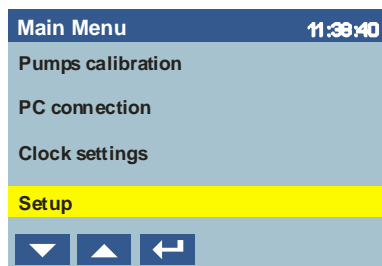 Main Menu 11:38:40
Pumps calibration
PC connection
Clock settings
Setup